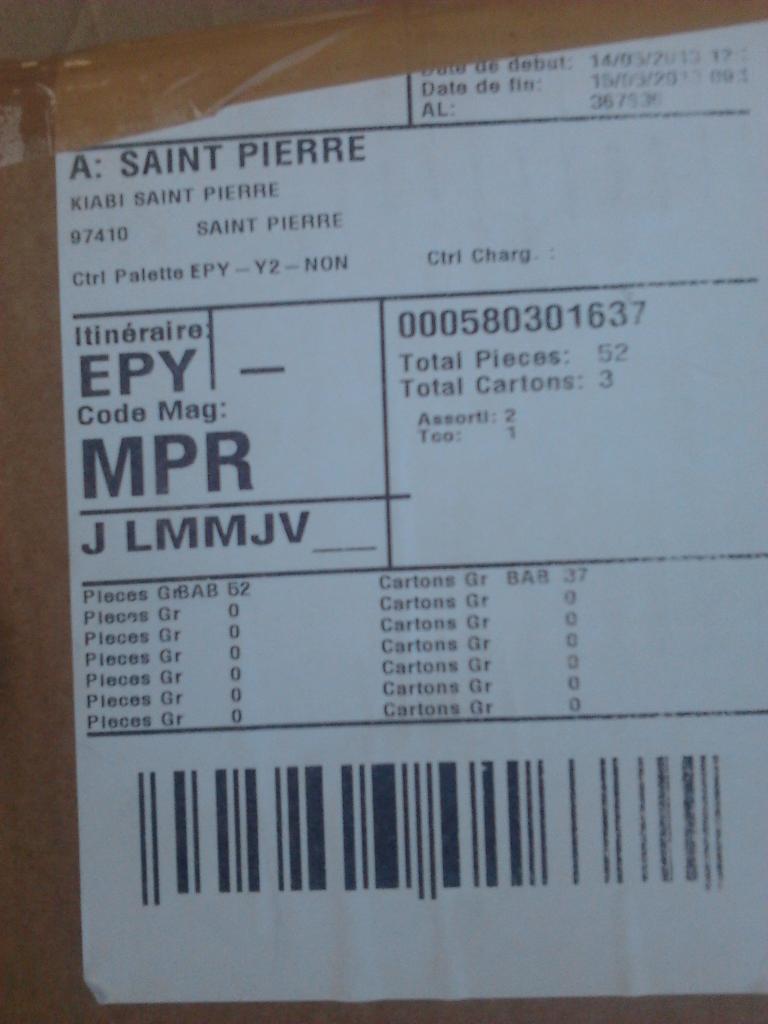 Date de debut: 14/03/2013 12:
Date de fin: 15/03/2013 09:
AL: 367536
A: SAINT PIERRE
KIABI SAINT PIERRE
97410 SAINT PIERRE
Ctrl Palette EPY – Y2 – NON Ctrl Charg. :
Itinéraire:
EPY –
Code Mag:
MPR
J LMMJV__
000580301637
Total Pieces: 52
Total Cartons: 3
Assorti: 2
Tco: 1
Pieces GrBAB 52 Cartons Gr BAB 37
Pieces Gr 0 Cartons Gr 0
Pieces Gr 0 Cartons Gr 0
Pieces Gr 0 Cartons Gr 0
Pieces Gr 0 Cartons Gr 0
Pieces Gr 0 Cartons Gr 0
Pieces Gr 0 Cartons Gr 0